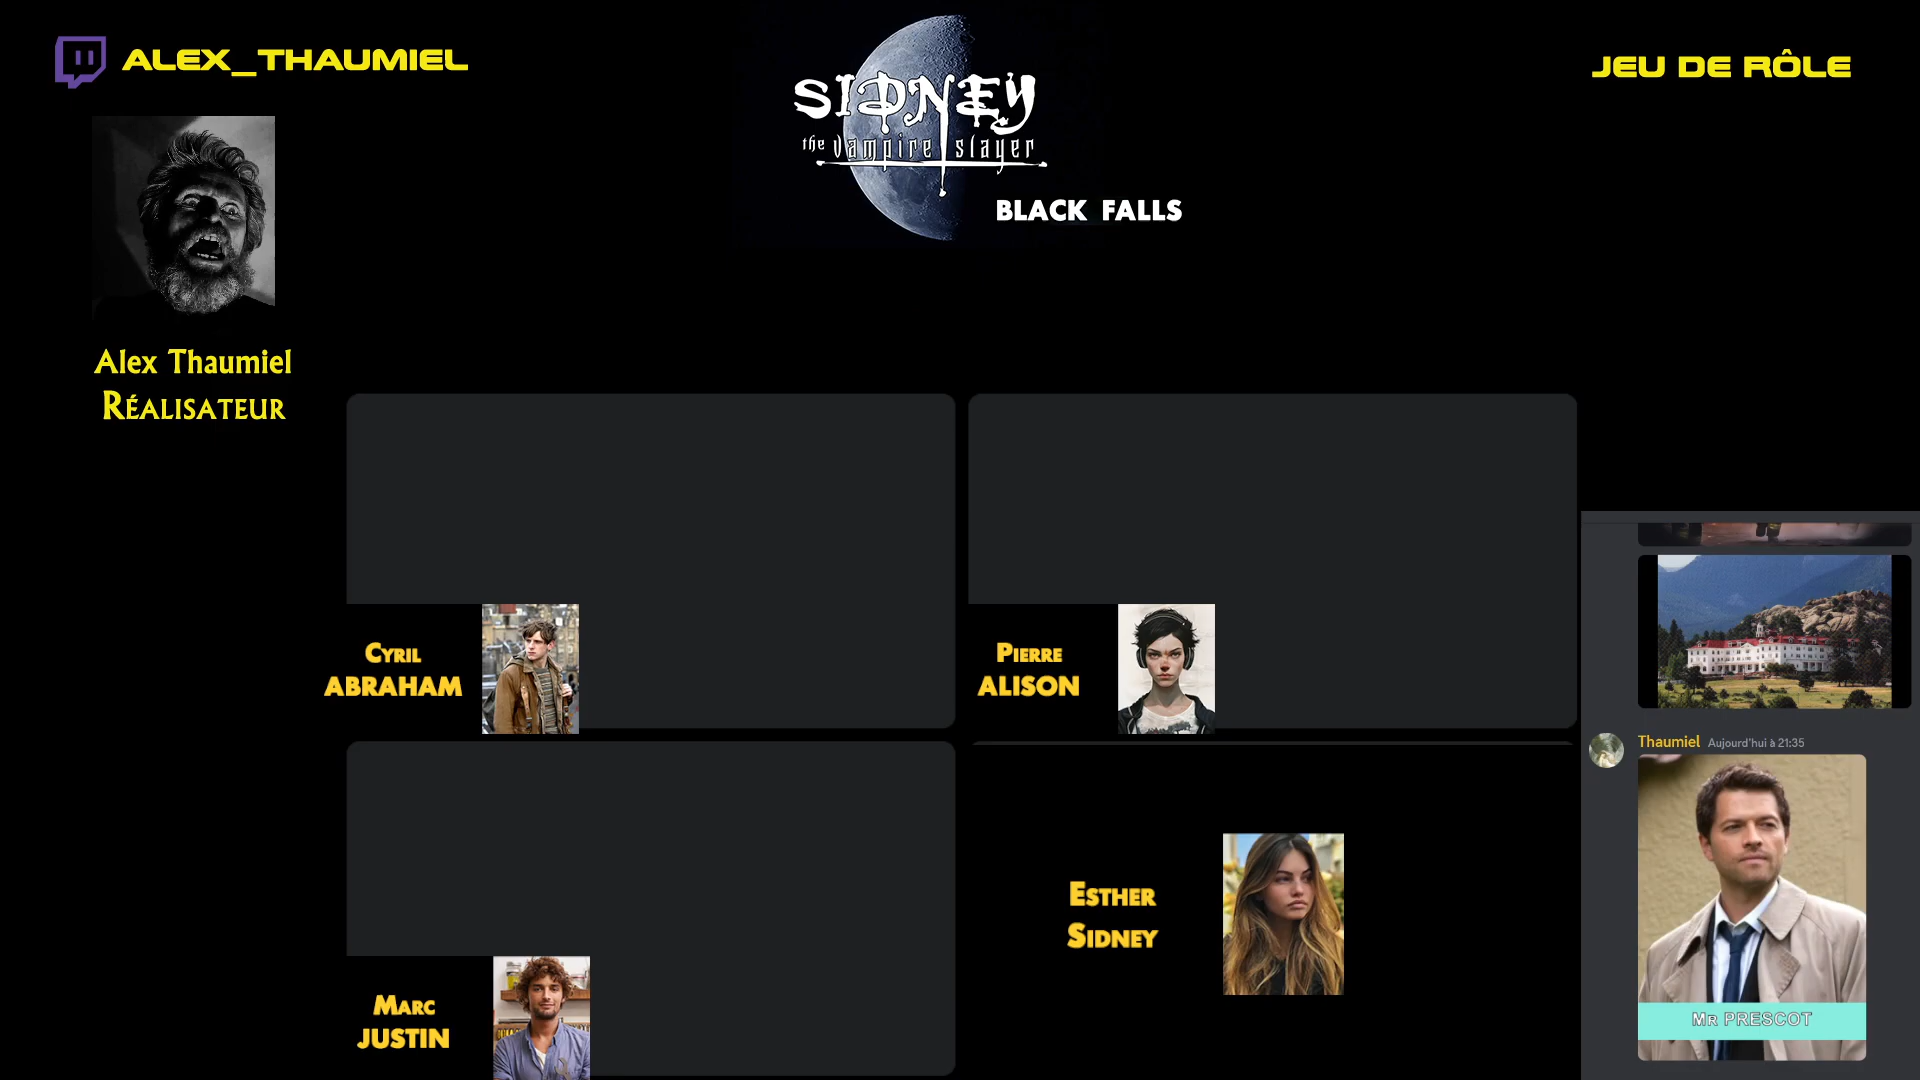 ALEX_THAUMIEL
JEU DE RÔLE
SIDNEY
the vampire slayer
BLACK FALLS
Alex Thaumiel
RÉALISATEUR
CYRIL
ABRAHAM
PIERRE
ALISON
Thaumiel Aujourd'hui à 21:35
ESTHER
SIDNEY
MR PRESCOT
MARC
JUSTIN